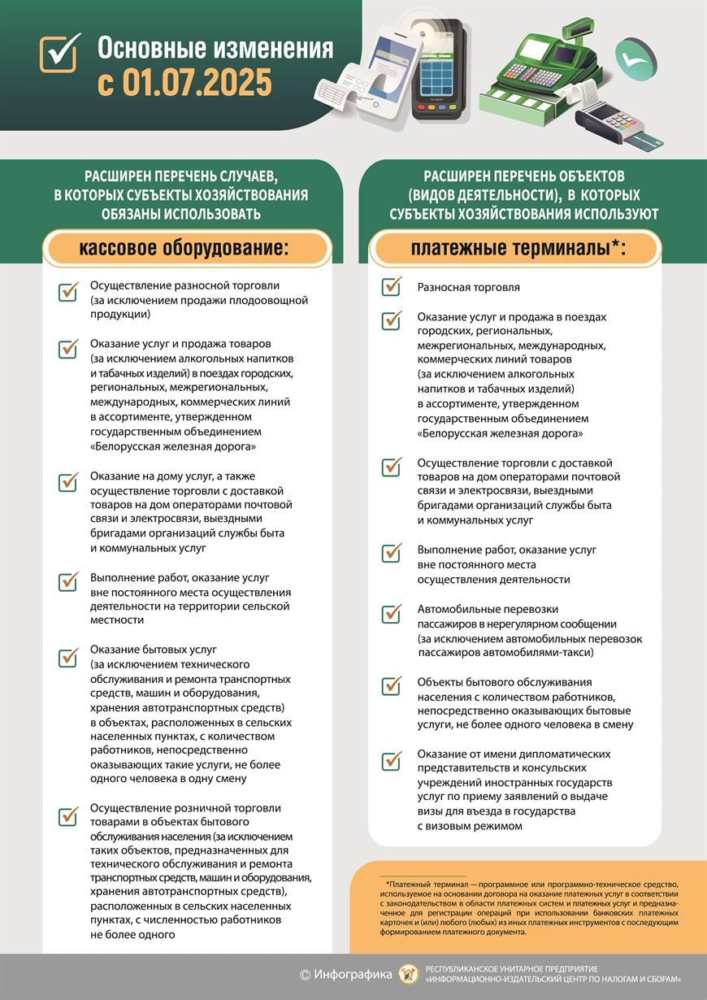 Основные изменения
с 01.07.2025
РАСШИРЕН ПЕРЕЧЕНЬ СЛУЧАЕВ,
В КОТОРЫХ СУБЪЕКТЫ ХОЗЯЙСТВОВАНИЯ
ОБЯЗАНЫ ИСПОЛЬЗОВАТЬ
кассовое оборудование:
Осуществление разносной торговли
(за исключением продажи плодоовощной
продукции)
Оказание услуг и продажа товаров
(за исключением алкогольных напитков
и табачных изделий) в поездах городских,
региональных, межрегиональных,
международных, коммерческих линий
в ассортименте, утвержденном
государственным объединением
«Белорусская железная дорога»
Оказание на дому услуг, а также
осуществление торговли с доставкой
товаров на дом операторами почтовой
связи и электросвязи, выездными
бригадами организаций службы быта
и коммунальных услуг
Выполнение работ, оказание услуг
вне постоянного места осуществления
деятельности на территории сельской
местности
Оказание бытовых услуг
(за исключением технического
обслуживания и ремонта транспортных
средств, машин и оборудования,
хранения автотранспортных средств)
в объектах, расположенных в сельских
населенных пунктах, с количеством
работников, непосредственно
оказывающих такие услуги, не более
одного человека в одну смену
Осуществление розничной торговли
товарами в объектах бытового
обслуживания населения (за исключением
таких объектов, предназначенных для
технического обслуживания и ремонта
транспортных средств, машин и оборудования,
хранения автотранспортных средств),
расположенных в сельских населенных
пунктах, с численностью работников
не более одного
РАСШИРЕН ПЕРЕЧЕНЬ ОБЪЕКТОВ
(ВИДОВ ДЕЯТЕЛЬНОСТИ), В КОТОРЫХ
СУБЪЕКТЫ ХОЗЯЙСТВОВАНИЯ ИСПОЛЬЗУЮТ
платежные терминалы*:
Разносная торговля
Оказание услуг и продажа в поездах
городских, региональных,
межрегиональных, международных,
коммерческих линий товаров
(за исключением алкогольных
напитков и табачных изделий)
в ассортименте, утвержденном
государственным объединением
«Белорусская железная дорога»
Осуществление торговли с доставкой
товаров на дом операторами почтовой
связи и электросвязи, выездными
бригадами организаций службы быта
и коммунальных услуг
Выполнение работ, оказание услуг
вне постоянного места
осуществления деятельности
Автомобильные перевозки
пассажиров в нерегулярном сообщении
(за исключением автомобильных перевозок
пассажиров автомобилями-такси)
Объекты бытового обслуживания
населения с количеством работников,
непосредственно оказывающих бытовые
услуги, не более одного человека в смену
Оказание от имени дипломатических
представительств и консульских
учреждений иностранных государств
услуг по приему заявлений о выдаче
визы для въезда в государства
с визовым режимом
*Платежный терминал — программное или программно-техническое средство,
используемое на основании договора на оказание платежных услуг в соответствии
с законодательством в области платежных систем и платежных услуг и предназна-
ченное для регистрации операций при использовании банковских платежных
карточек и (или) любого (любых) из иных платежных инструментов с последующим
формированием платежного документа.
© Инфографика
РЕСПУБЛИКАНСКОЕ УНИТАРНОЕ ПРЕДПРИЯТИЕ
«ИНФОРМАЦИОННО-ИЗДАТЕЛЬСКИЙ ЦЕНТР ПО НАЛОГАМ И СБОРАМ»